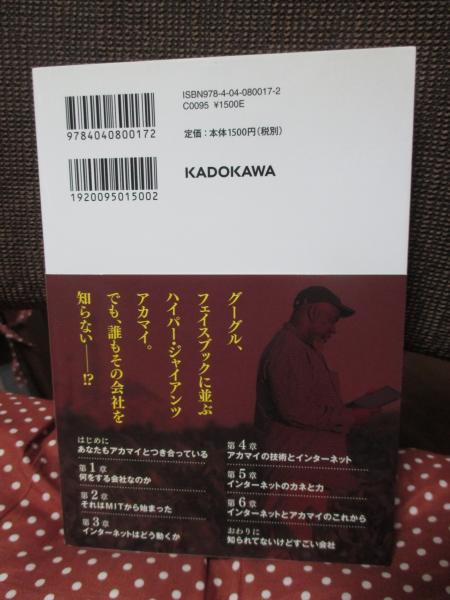 ISBN978-4-04-080017-2
C0095 ¥1500E
定価：本体1500円（税別）
9784040800172
KADOKAWA
1920095015002
グーグル、
フェイスブックに並ぶ
ハイパー・ジャイアンツ
アカマイ。
でも、誰もその会社を
知らない――!?
はじめに
あなたもアカマイとつき合っている
第1章
何をする会社なのか
第2章
それはMITから始まった
第3章
インターネットはどう動くか
第4章
アカマイの技術とインターネット
第5章
インターネットのカネと力
第6章
インターネットとアカマイのこれから
おわりに
知られてないけどすごい会社